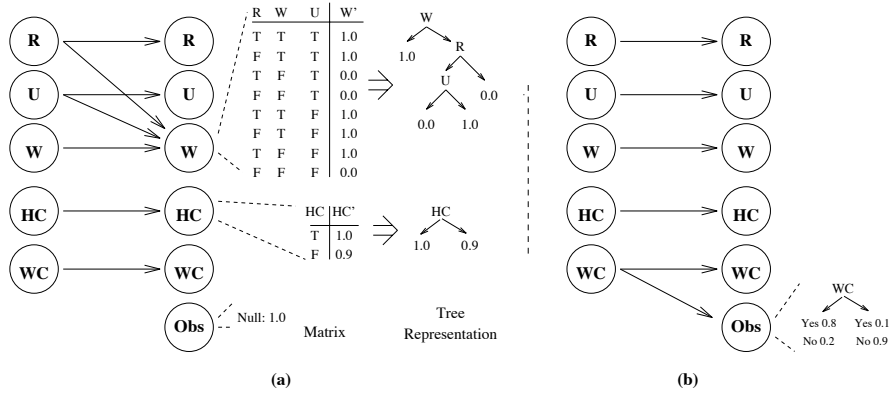 R R
U U
W W
HC HC
WC WC
Obs
R W U W'
T T T 1.0
F T T 1.0
T F T 0.0
F F T 0.0
T T F 1.0
F T F 1.0
T F F 1.0
F F F 0.0
W
1.0 R
U 0.0
0.0 1.0
HC HC'
T 1.0
F 0.9
HC
1.0 0.9
Null: 1.0
Matrix
Tree
Representation
(a)
R R
U U
W W
HC HC
WC WC
Obs
WC
Yes 0.8 Yes 0.1
No 0.2 No 0.9
(b)